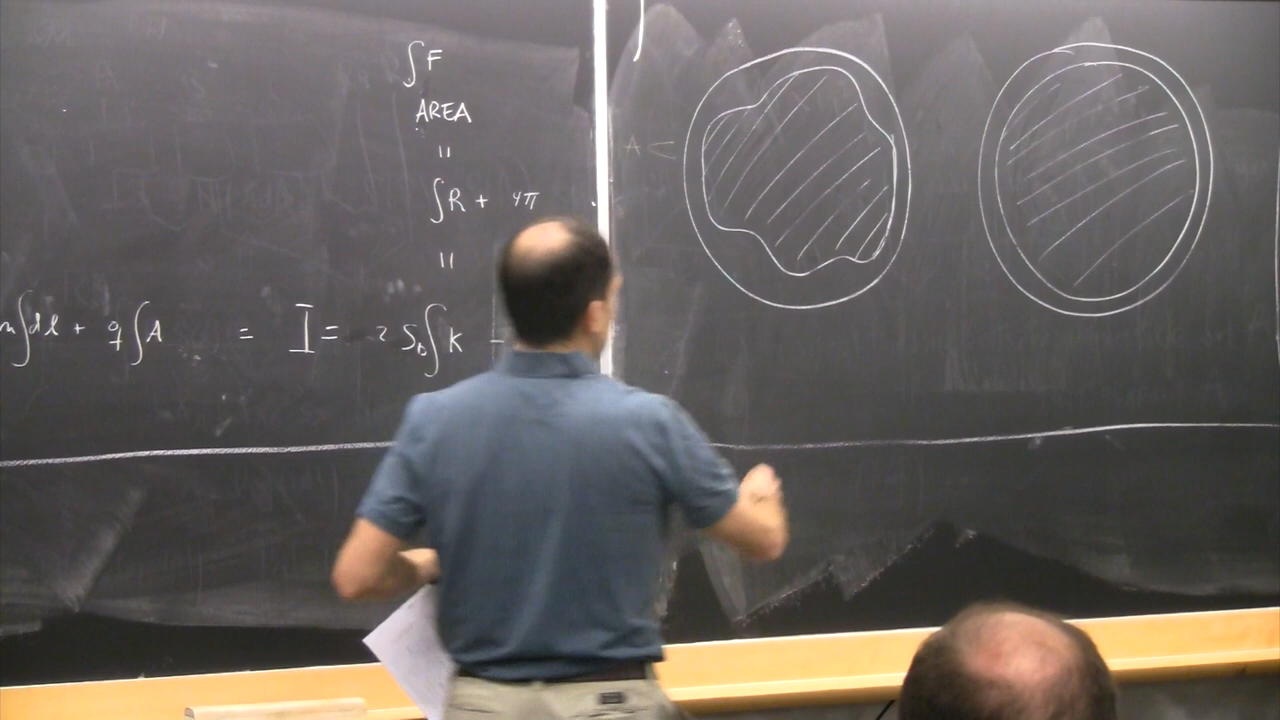 ∫F
AREA
"
∫R + 4π
"
m∫dl + q∫A = I = -2 S₀∫K -
A <